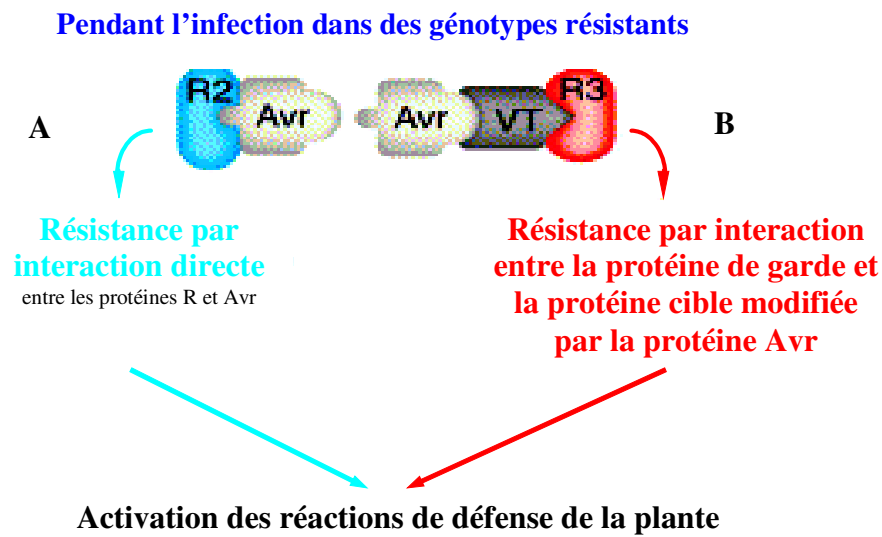 Pendant l’infection dans des génotypes résistants
R2
Avr
Avr
VT
R3
A
B
Résistance par
interaction directe
entre les protéines R et Avr
Résistance par interaction
entre la protéine de garde et
la protéine cible modifiée
par la protéine Avr
Activation des réactions de défense de la plante